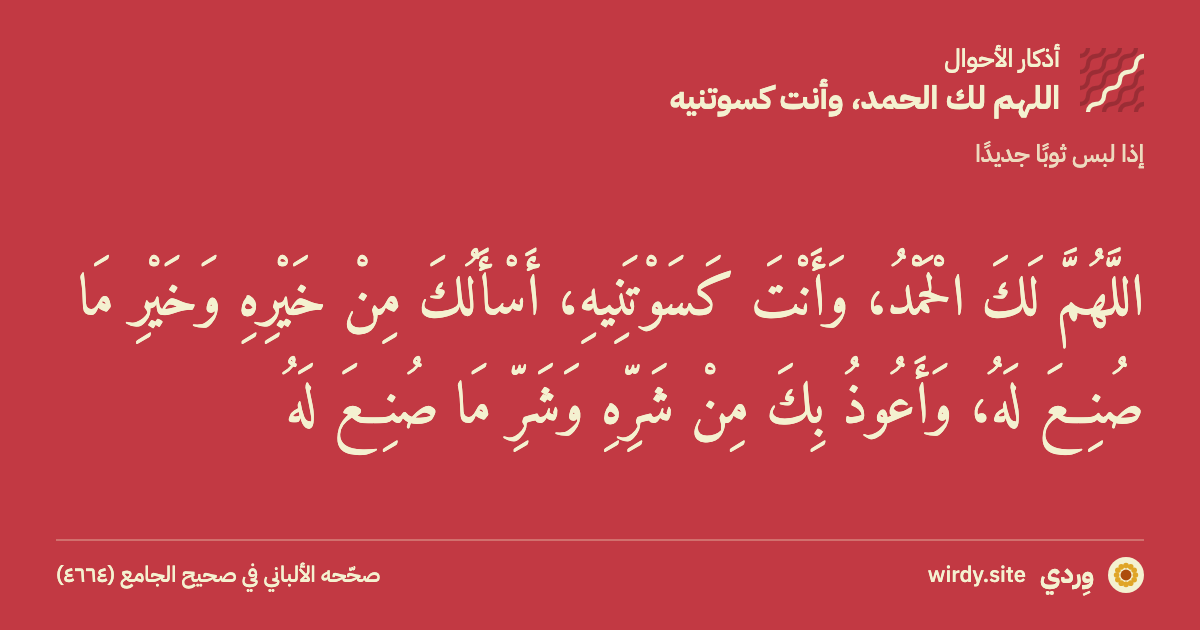 أذكار الأحوال
اللهم لك الحمد، وأنت كسوتنيه
إذا لبس ثوبًا جديدًا
اللَّهُمَّ لَكَ الْحَمْدُ، وَأَنْتَ كَسَوْتَنِيهِ، أَسْأَلُكَ مِنْ خَيْرِهِ وَخَيْرِ مَا
صُنِعَ لَهُ، وَأَعُوذُ بِكَ مِنْ شَرِّهِ وَشَرِّ مَا صُنِعَ لَهُ
وِردي wirdy.site
صحّحه الألباني في صحيح الجامع (٤٦٦٤)